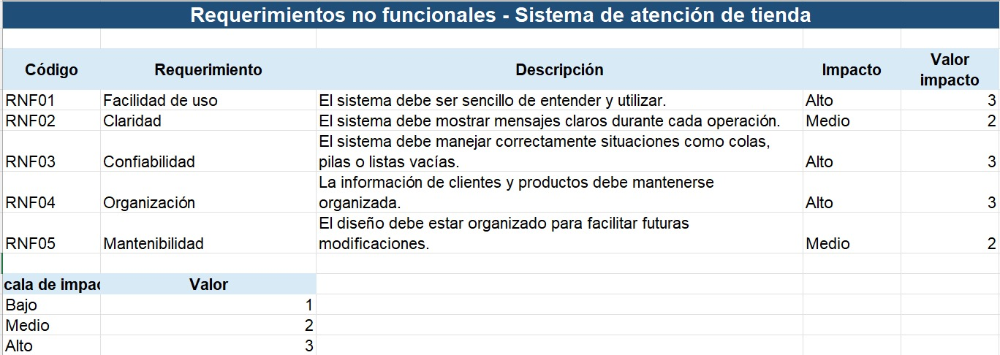 Requerimientos no funcionales - Sistema de atención de tienda
Código Requerimiento Descripción Impacto Valor impacto
RNF01 Facilidad de uso El sistema debe ser sencillo de entender y utilizar. Alto 3
RNF02 Claridad El sistema debe mostrar mensajes claros durante cada operación. Medio 2
El sistema debe manejar correctamente situaciones como colas,
RNF03 Confiabilidad pilas o listas vacías. Alto 3
La información de clientes y productos debe mantenerse
RNF04 Organización organizada. Alto 3
El diseño debe estar organizado para facilitar futuras
RNF05 Mantenibilidad modificaciones. Medio 2
cala de impac Valor
Bajo 1
Medio 2
Alto 3